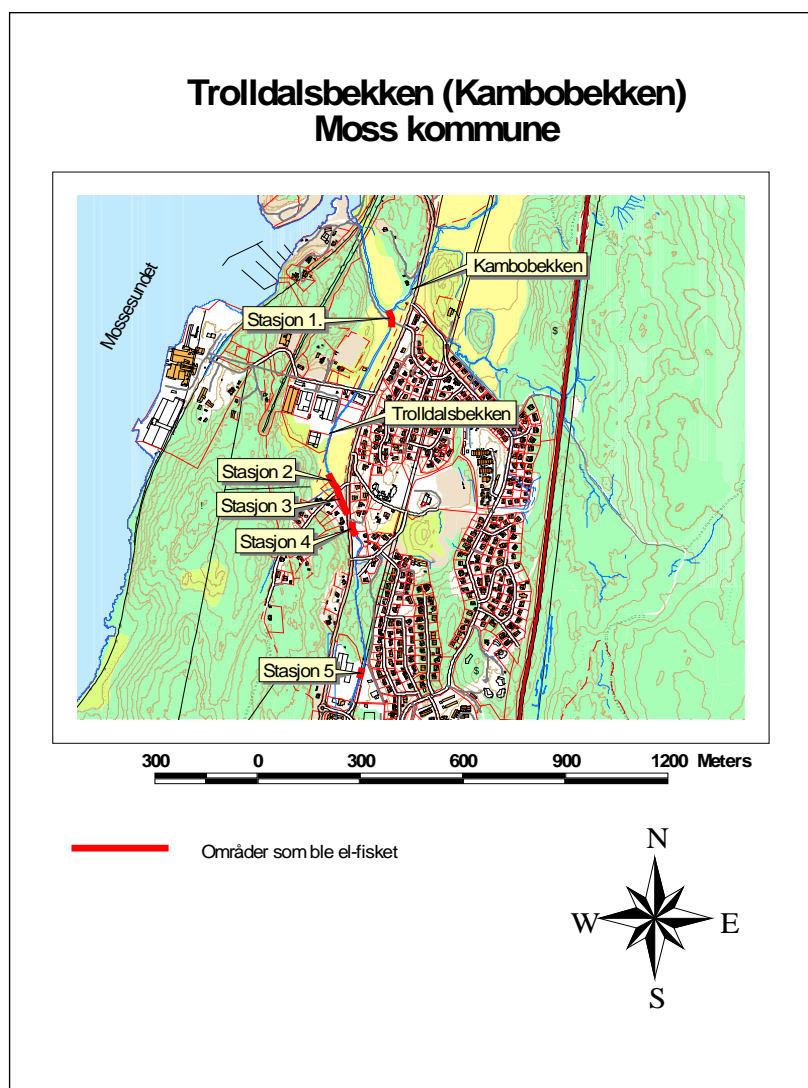 Trolldalsbekken (Kambobekken)
Moss kommune
Mossesundet
Kambobekken
Stasjon 1.
Trolldalsbekken
Stasjon 2
Stasjon 3
Stasjon 4
Stasjon 5
300 0 300 600 900 1200 Meters
Områder som ble el-fisket
N
W E
S